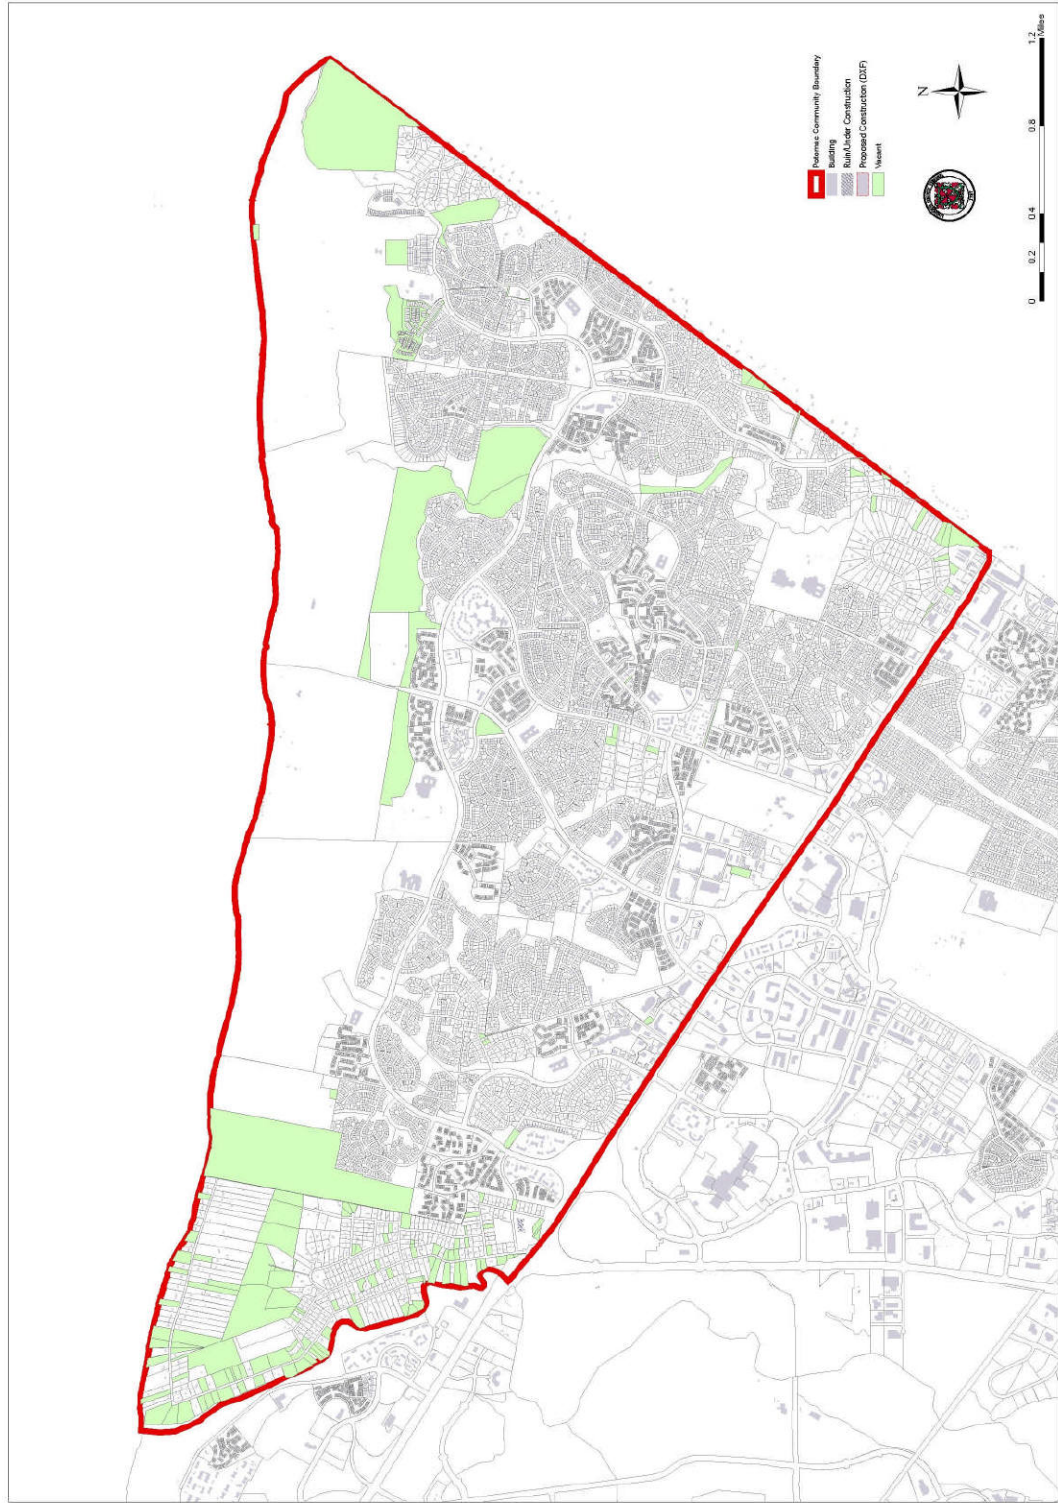 Potomac Community Boundary
Building
Ruin/Under Construction
Proposed Construction (DXF)
Vacant
N
0 0.2 0.4 0.8 1.2
Miles